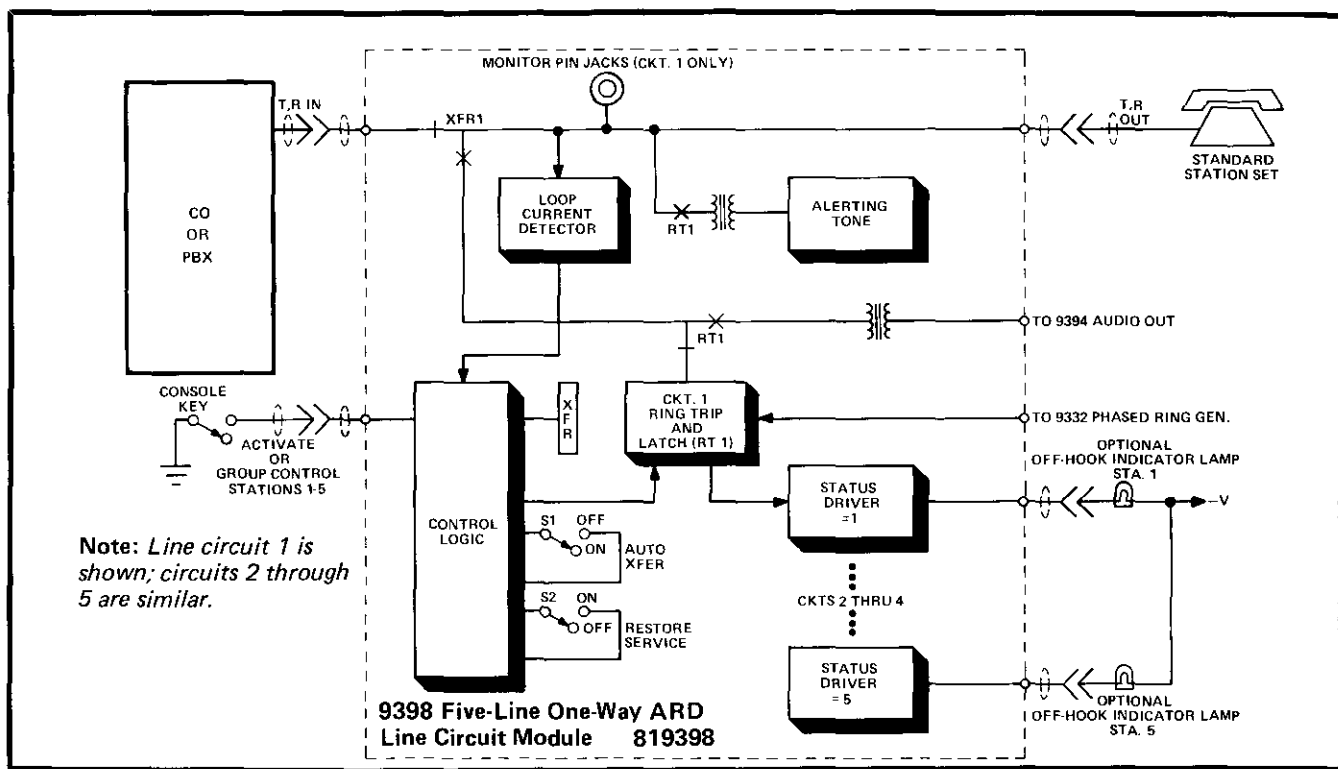 MONITOR PIN JACKS (CKT. 1 ONLY)
T,R IN
XFR1
T,R
OUT
STANDARD
STATION SET
CO
OR
PBX
LOOP
CURRENT
DETECTOR
RT1
ALERTING
TONE
RT1
TO 9394 AUDIO OUT
CONSOLE
KEY
ACTIVATE
OR
GROUP CONTROL
STATIONS 1-5
XFR
CKT. 1
RING TRIP
AND
LATCH (RT 1)
TO 9332 PHASED RING GEN.
OPTIONAL
OFF-HOOK INDICATOR LAMP
STA. 1
-V
CONTROL
LOGIC
S1
OFF
ON
AUTO
XFER
S2
ON
OFF
RESTORE
SERVICE
STATUS
DRIVER
=1
CKTS 2 THRU 4
STATUS
DRIVER
=5
OPTIONAL
OFF-HOOK INDICATOR LAMP
STA. 5
Note: Line circuit 1 is
shown; circuits 2 through
5 are similar.
9398 Five-Line One-Way ARD
Line Circuit Module 819398